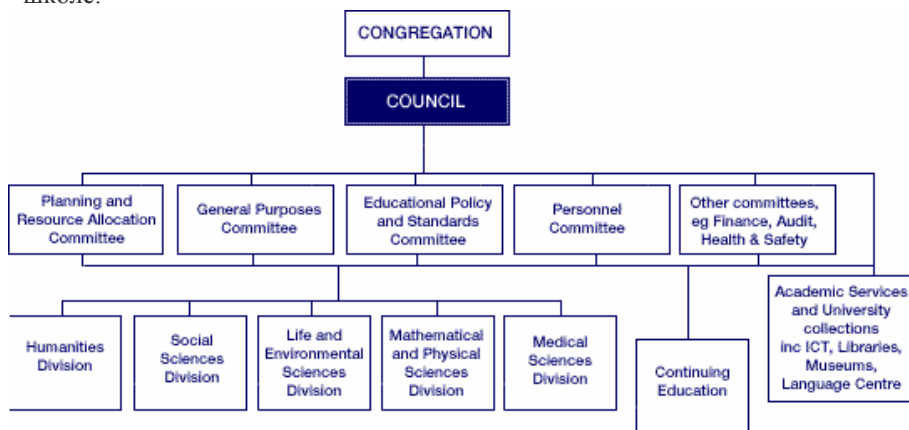 школе.
CONGREGATION
COUNCIL
Planning and
Resource Allocation
Committee
General Purposes
Committee
Educational Policy
and Standards
Committee
Personnel
Committee
Other committees,
eg Finance, Audit,
Health & Safety
Humanities
Division
Social
Sciences
Division
Life and
Environmental
Sciences
Division
Mathematical
and Physical
Sciences
Division
Medical
Sciences
Division
Continuing
Education
Academic Services
and University
collections
inc ICT, Libraries,
Museums,
Language Centre